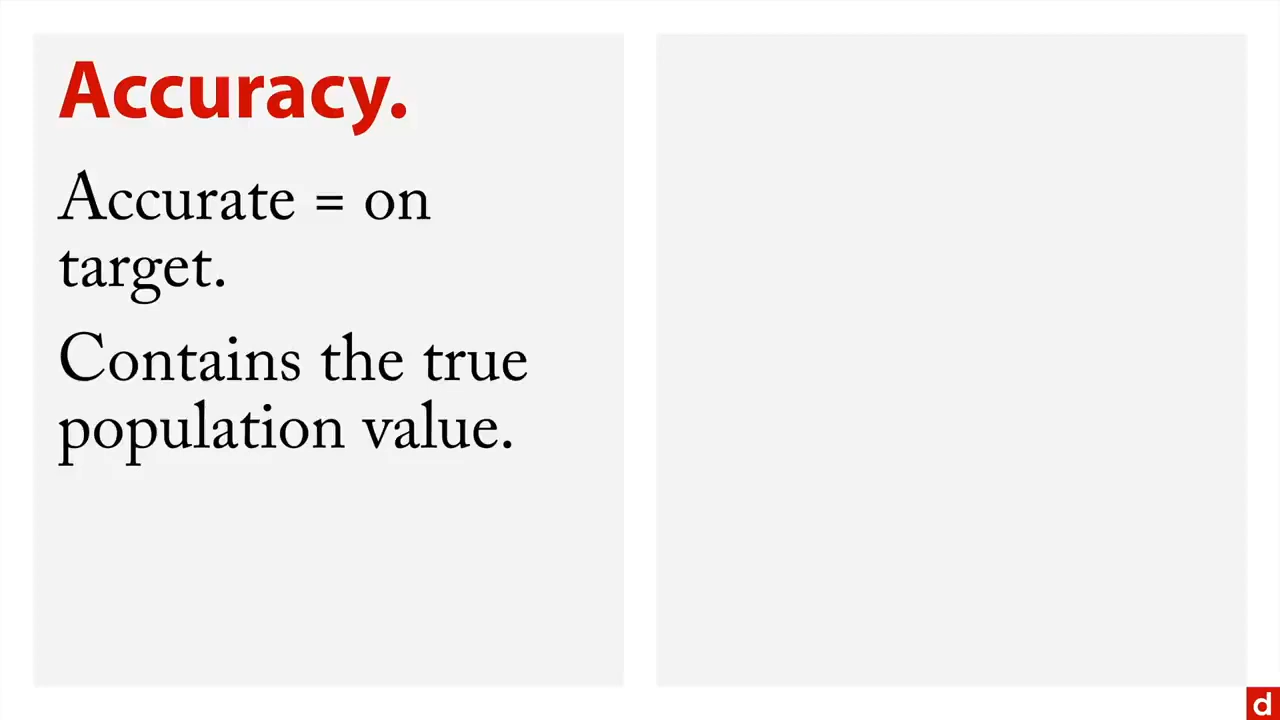 Accuracy.
Accurate = on
target.
Contains the true
population value.
d